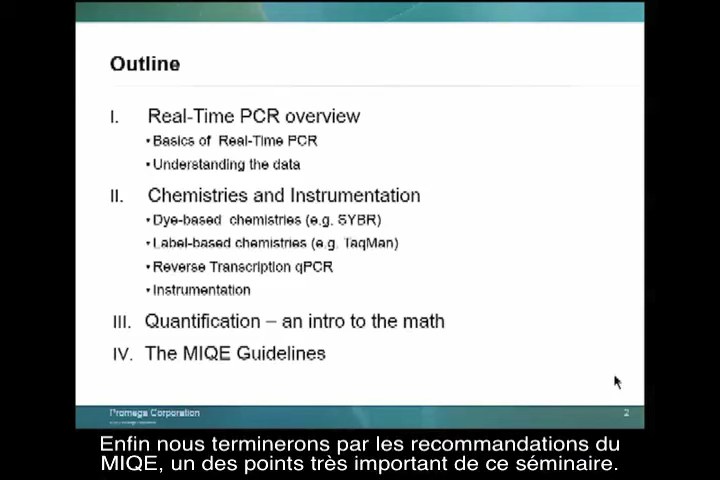 Outline
I. Real-Time PCR overview
• Basics of Real-Time PCR
• Understanding the data
II. Chemistries and Instrumentation
• Dye-based chemistries (e.g. SYBR)
• Label-based chemistries (e.g. TaqMan)
• Reverse Transcription qPCR
• Instrumentation
III. Quantification – an intro to the math
IV. The MIQE Guidelines
Promega Corporation
2
Enfin nous terminerons par les recommandations du
MIQE, un des points très important de ce séminaire.